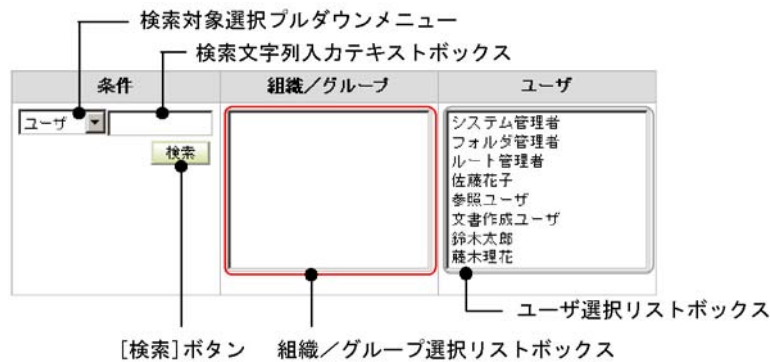 検索対象選択プルダウンメニュー
検索文字列入力テキストボックス
条件
組織／グループ
ユーザ
ユーザ
検索
システム管理者
フォルダ管理者
ルート管理者
佐藤花子
参照ユーザ
文書作成ユーザ
鈴木太郎
藤木理花
ユーザ選択リストボックス
[検索]ボタン
組織／グループ選択リストボックス